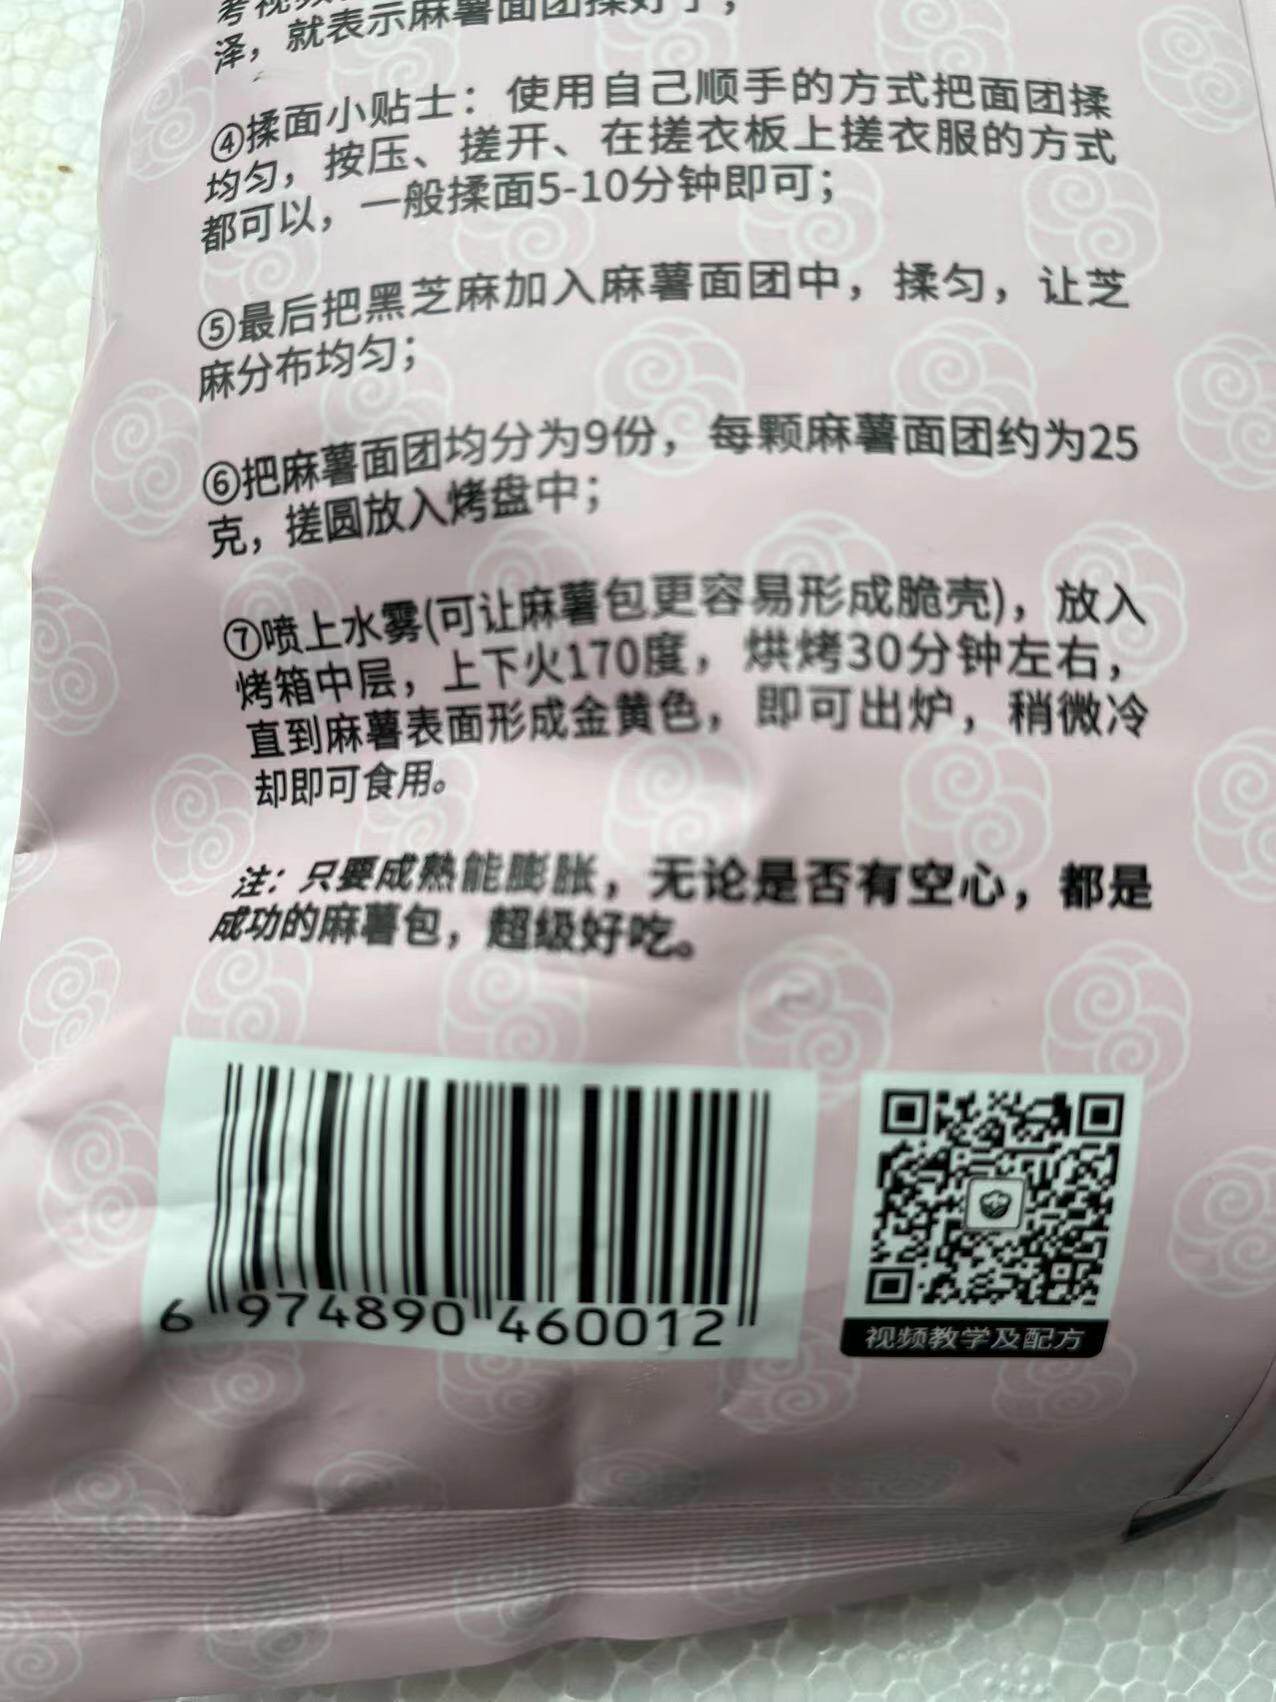 考视频
泽，就表示麻薯面团揉好了；
④揉面小贴士：使用自己顺手的方式把面团揉
均匀，按压、搓开、在搓衣板上搓衣服的方式
都可以，一般揉面5-10分钟即可；
⑤最后把黑芝麻加入麻薯面团中，揉匀，让芝
麻分布均匀；
⑥把麻薯面团均分为9份，每颗麻薯面团约为25
克，搓圆放入烤盘中；
⑦喷上水雾(可让麻薯包更容易形成脆壳)，放入
烤箱中层，上下火170度，烘烤30分钟左右，
直到麻薯表面形成金黄色，即可出炉，稍微冷
却即可食用。
注：只要成熟能膨胀，无论是否有空心，都是
成功的麻薯包，超级好吃。
6 974890 460012
视频教学及配方